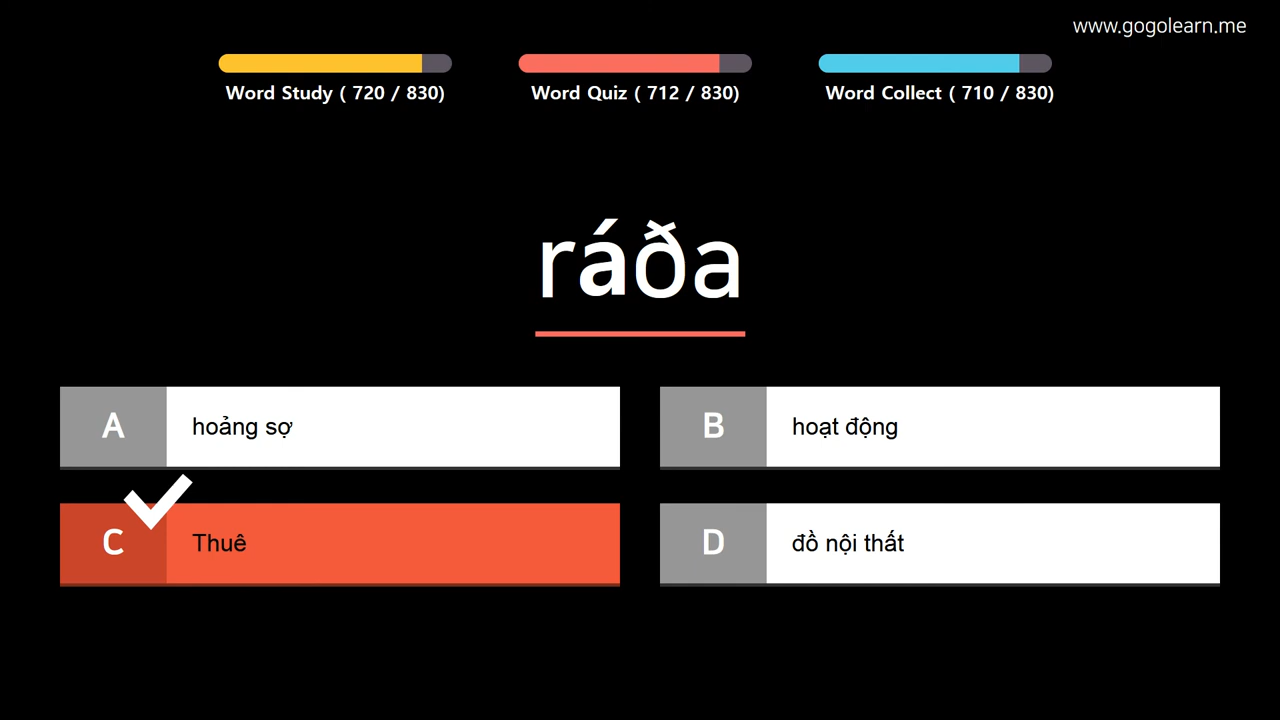 www.gogolearn.me
Word Study ( 720 / 830)
Word Quiz ( 712 / 830)
Word Collect ( 710 / 830)
ráða
A hoảng sợ
B hoạt động
C Thuê
D đồ nội thất